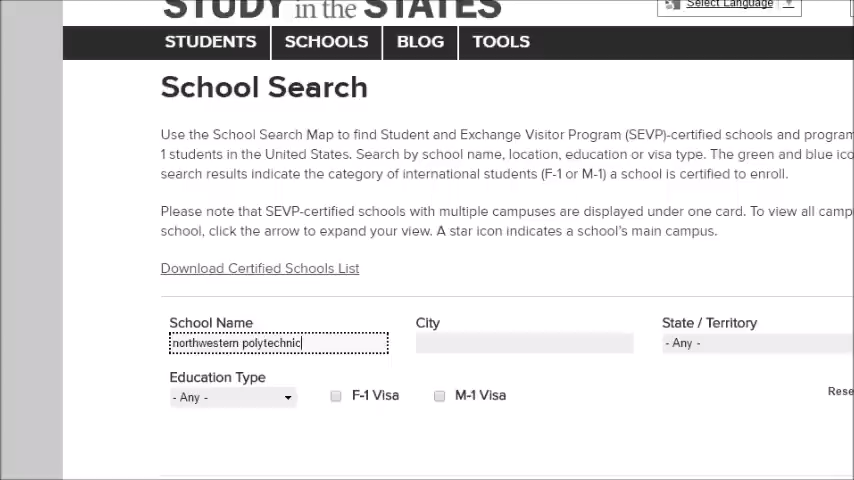 STUDY in the STATES
Select Language
STUDENTS SCHOOLS BLOG TOOLS
School Search
Use the School Search Map to find Student and Exchange Visitor Program (SEVP)-certified schools and program
1 students in the United States. Search by school name, location, education or visa type. The green and blue ico
search results indicate the category of international students (F-1 or M-1) a school is certified to enroll.
Please note that SEVP-certified schools with multiple campuses are displayed under one card. To view all camp
school, click the arrow to expand your view. A star icon indicates a school's main campus.
Download Certified Schools List
School Name City State / Territory
northwestern polytechnic - Any -
Education Type
- Any - F-1 Visa M-1 Visa Rese